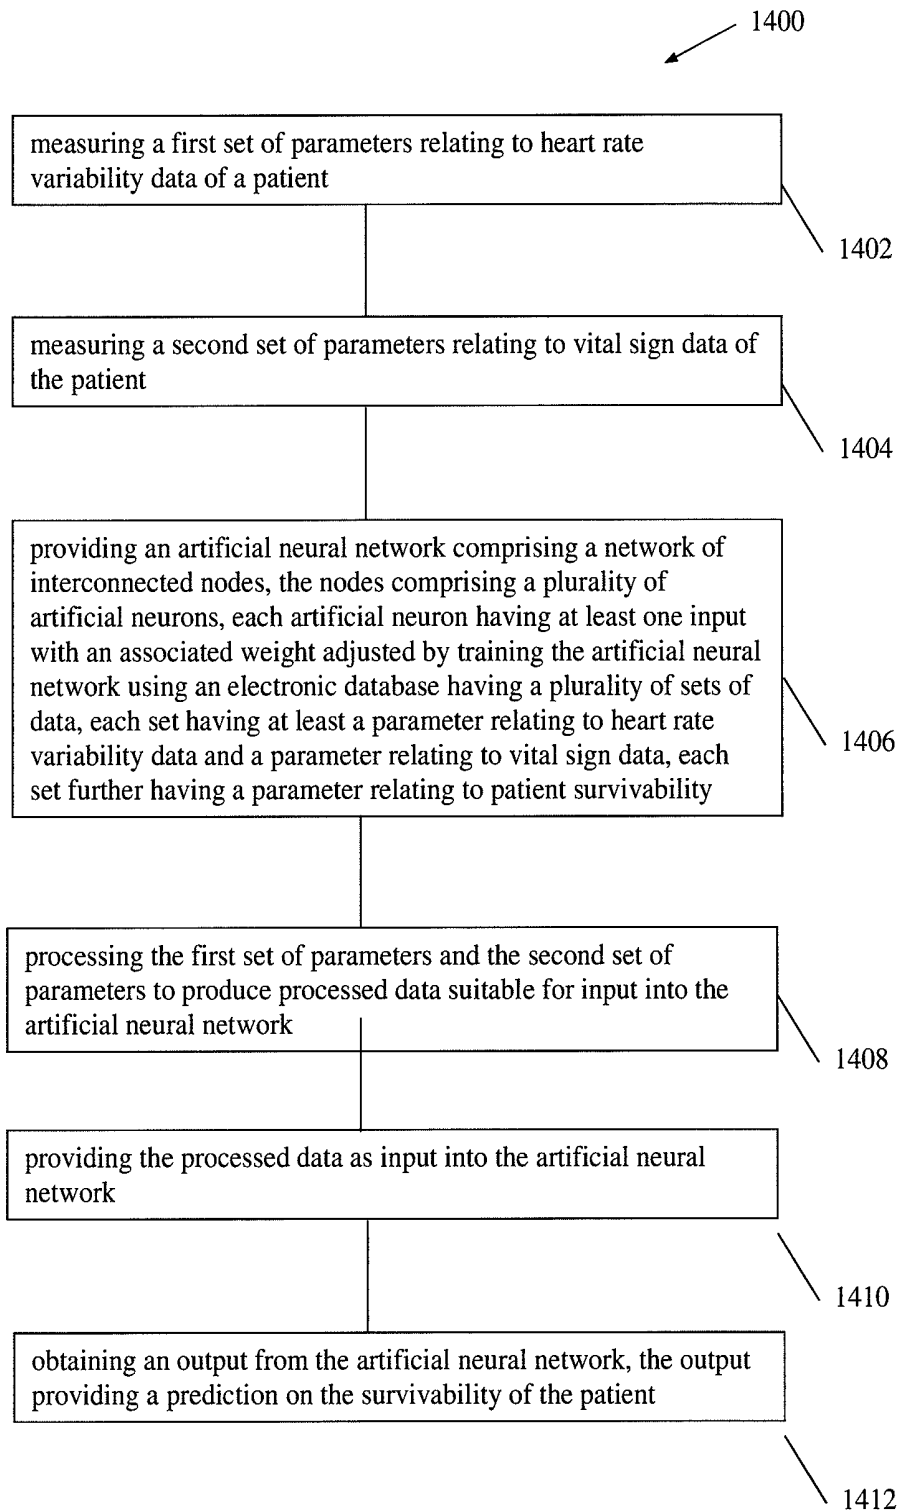 1400
measuring a first set of parameters relating to heart rate
variability data of a patient
1402
measuring a second set of parameters relating to vital sign data of
the patient
1404
providing an artificial neural network comprising a network of
interconnected nodes, the nodes comprising a plurality of
artificial neurons, each artificial neuron having at least one input
with an associated weight adjusted by training the artificial neural
network using an electronic database having a plurality of sets of
data, each set having at least a parameter relating to heart rate
variability data and a parameter relating to vital sign data, each
set further having a parameter relating to patient survivability
1406
processing the first set of parameters and the second set of
parameters to produce processed data suitable for input into the
artificial neural network
1408
providing the processed data as input into the artificial neural
network
1410
obtaining an output from the artificial neural network, the output
providing a prediction on the survivability of the patient
1412